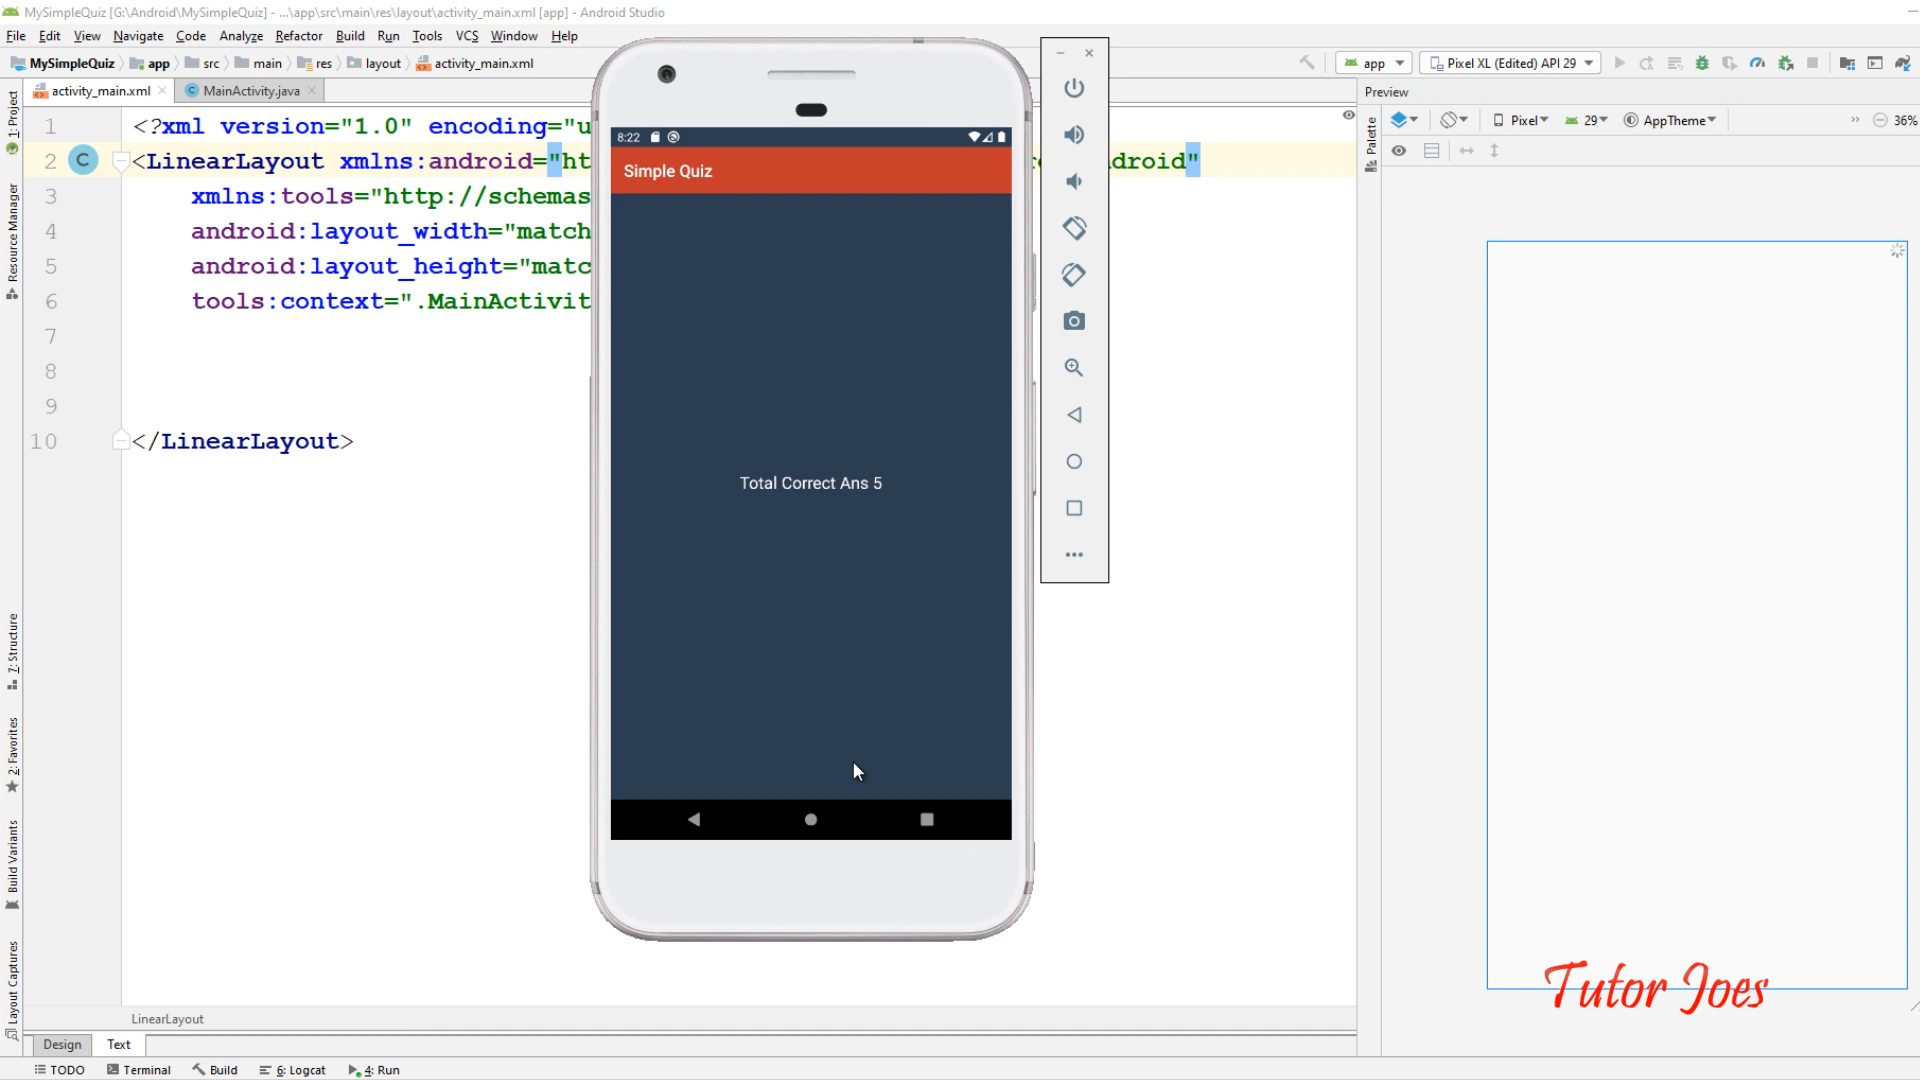 MySimpleQuiz [G:\Android\MySimpleQuiz] - ...\app\src\main\res\layout\activity_main.xml [app] - Android Studio
File Edit View Navigate Code Analyze Refactor Build Run Tools VCS Window Help
MySimpleQuiz app src main res layout activity_main.xml
app Pixel XL (Edited) API 29
activity_main.xml MainActivity.java
Preview
Pixel 29 AppTheme 36%
Palette
1: Project
Resource Manager
7: Structure
2: Favorites
Build Variants
Layout Captures
1 <?xml version="1.0" encoding="u
2 <LinearLayout xmlns:android="ht droid"
3 xmlns:tools="http://schemas
4 android:layout_width="match
5 android:layout_height="matc
6 tools:context=".MainActivit
7
8
9
10 </LinearLayout>
8:22
Simple Quiz
Total Correct Ans 5
Tutor Joes
LinearLayout
Design Text
TODO Terminal Build 6: Logcat 4: Run